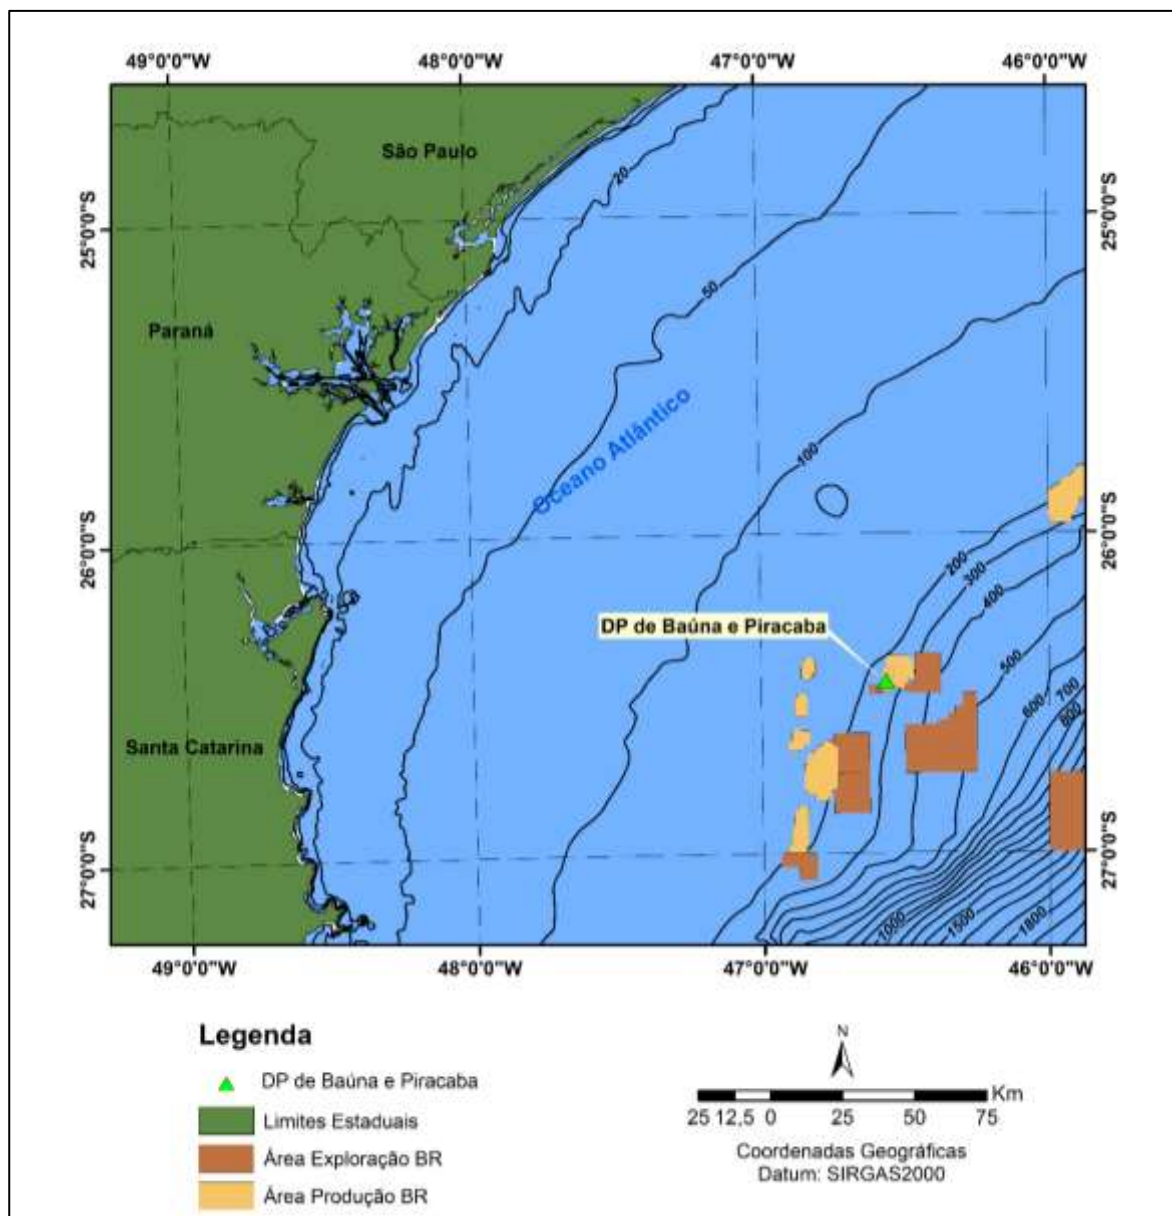 49°0'0"W 48°0'0"W 47°0'0"W 46°0'0"W
São Paulo
20
25°0'0"S
25°0'0"S
50
Paraná
Oceano Atlântico
100
26°0'0"S
26°0'0"S
200
300
400
DP de Baúna e Piracaba
500
600
700
800
Santa Catarina
27°0'0"S
27°0'0"S
1000
1500
1800
49°0'0"W 48°0'0"W 47°0'0"W 46°0'0"W
Legenda
DP de Baúna e Piracaba
Limites Estaduais
Área Exploração BR
Área Produção BR
N
Km
25 12,5 0 25 50 75
Coordenadas Geográficas
Datum: SIRGAS2000